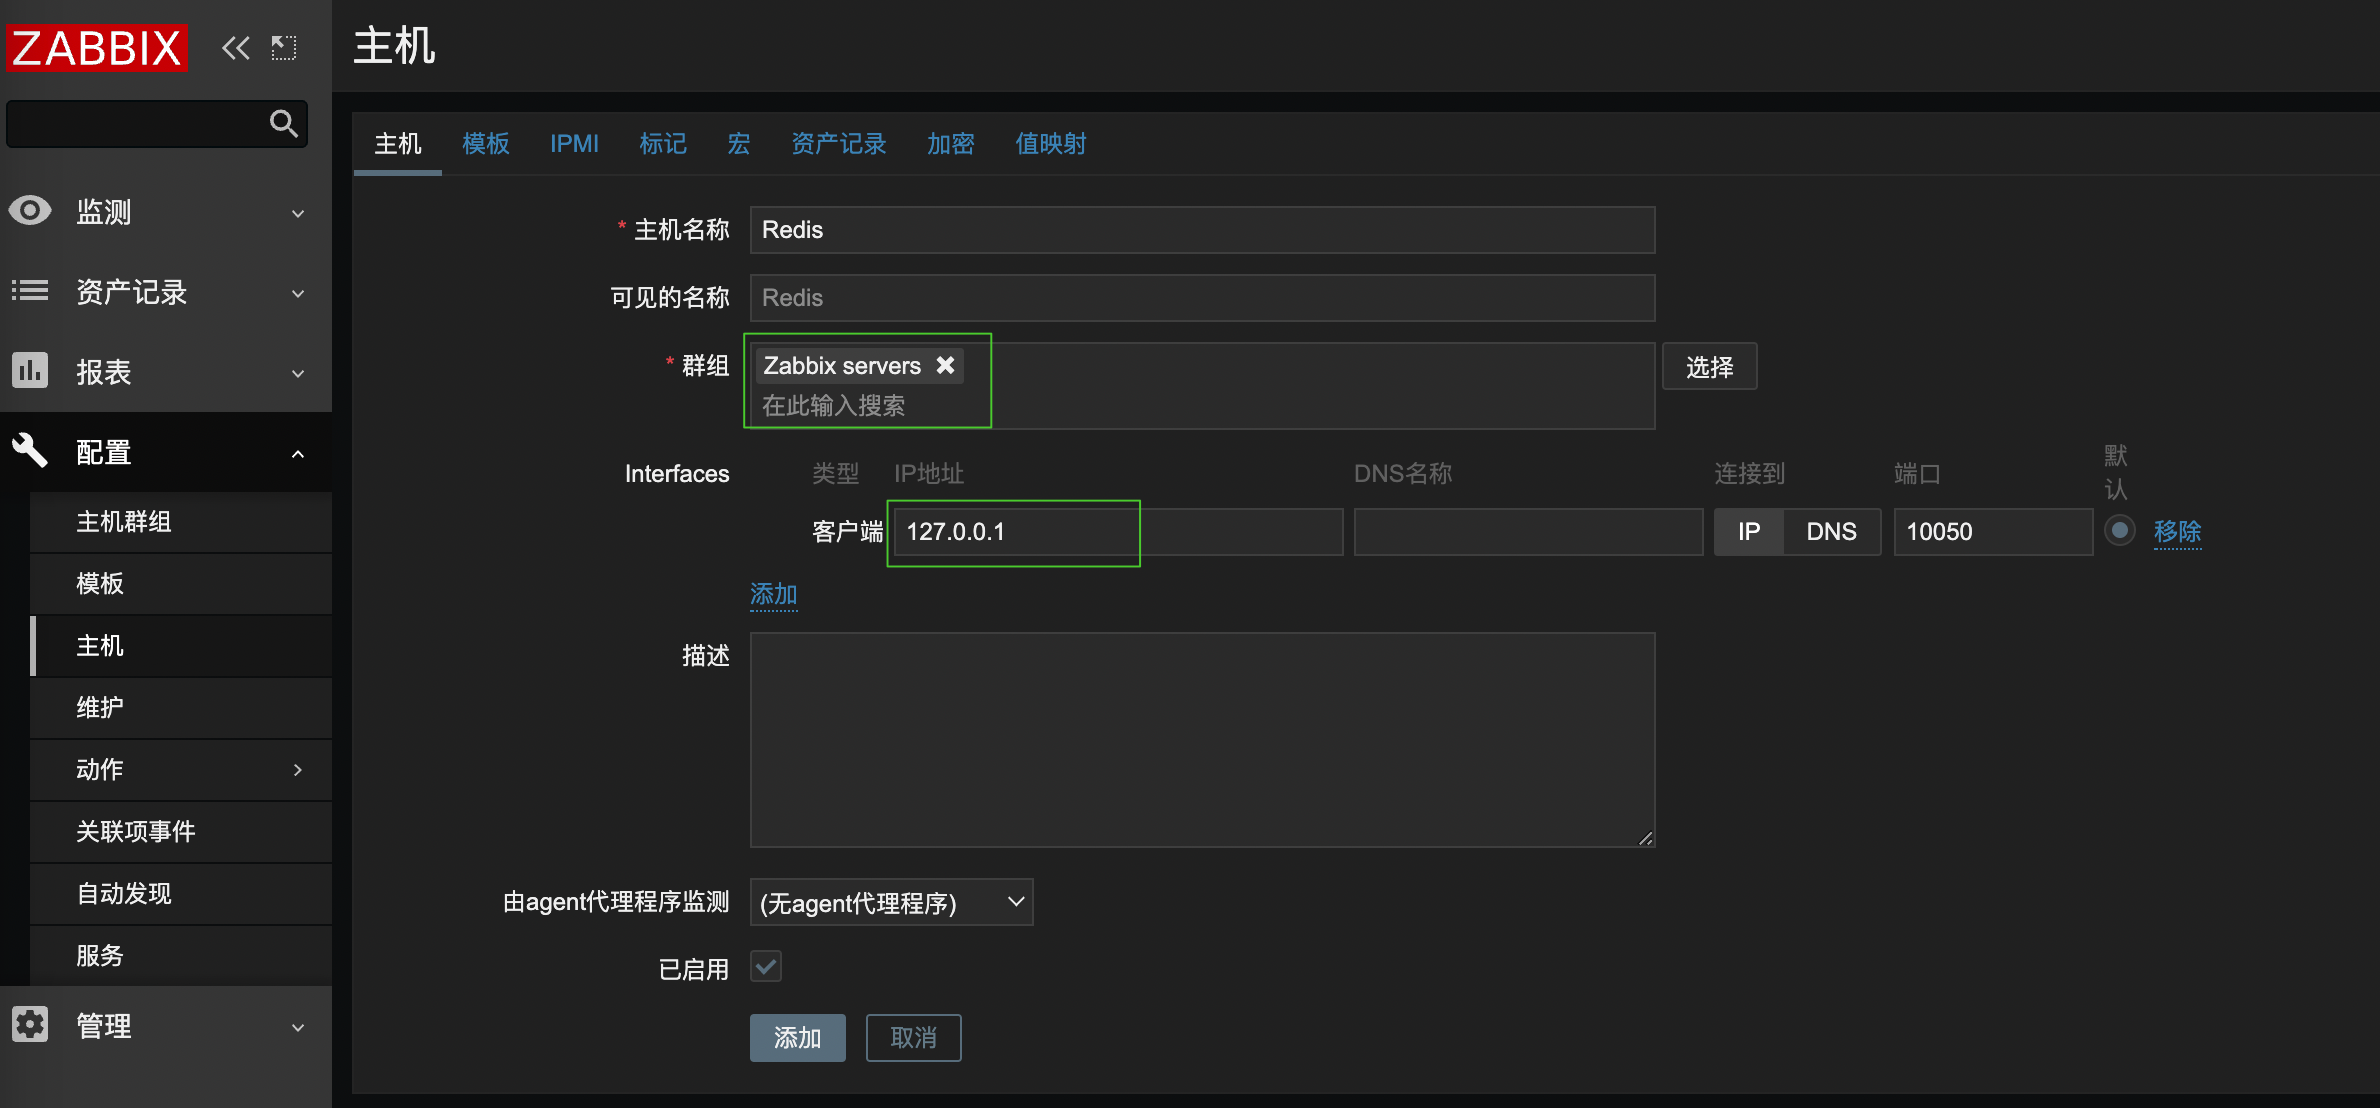 ZABBIX
监测
资产记录
报表
配置
主机群组
模板
主机
维护
动作
关联项事件
自动发现
服务
管理
主机
主机 模板 IPMI 标记 宏 资产记录 加密 值映射
* 主机名称 Redis
可见的名称 Redis
* 群组 Zabbix servers 选择
在此输入搜索
Interfaces 类型 IP地址 DNS名称 连接到 端口 默认
客户端 127.0.0.1 IP DNS 10050 移除
添加
描述
由agent代理程序监测 (无agent代理程序)
已启用
添加 取消